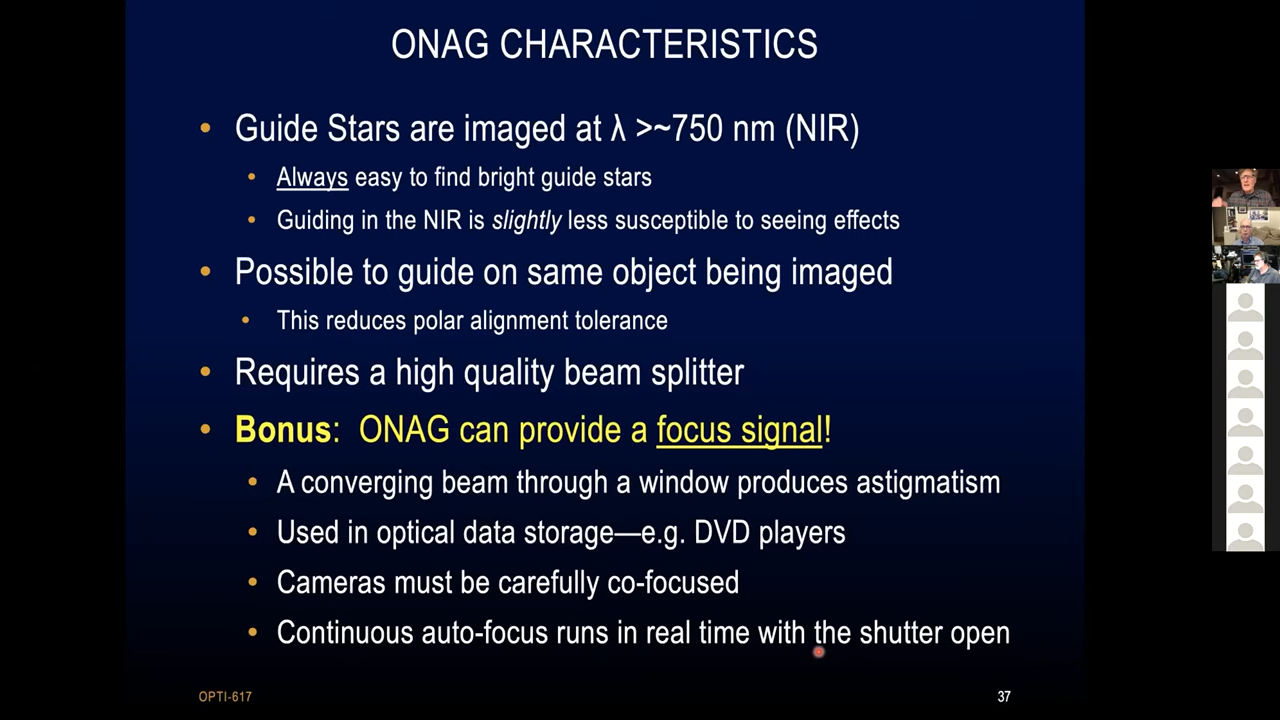 ONAG CHARACTERISTICS
• Guide Stars are imaged at λ >~750 nm (NIR)
• Always easy to find bright guide stars
• Guiding in the NIR is slightly less susceptible to seeing effects
• Possible to guide on same object being imaged
• This reduces polar alignment tolerance
• Requires a high quality beam splitter
• Bonus: ONAG can provide a focus signal!
• A converging beam through a window produces astigmatism
• Used in optical data storage—e.g. DVD players
• Cameras must be carefully co-focused
• Continuous auto-focus runs in real time with the shutter open
OPTI-617
37